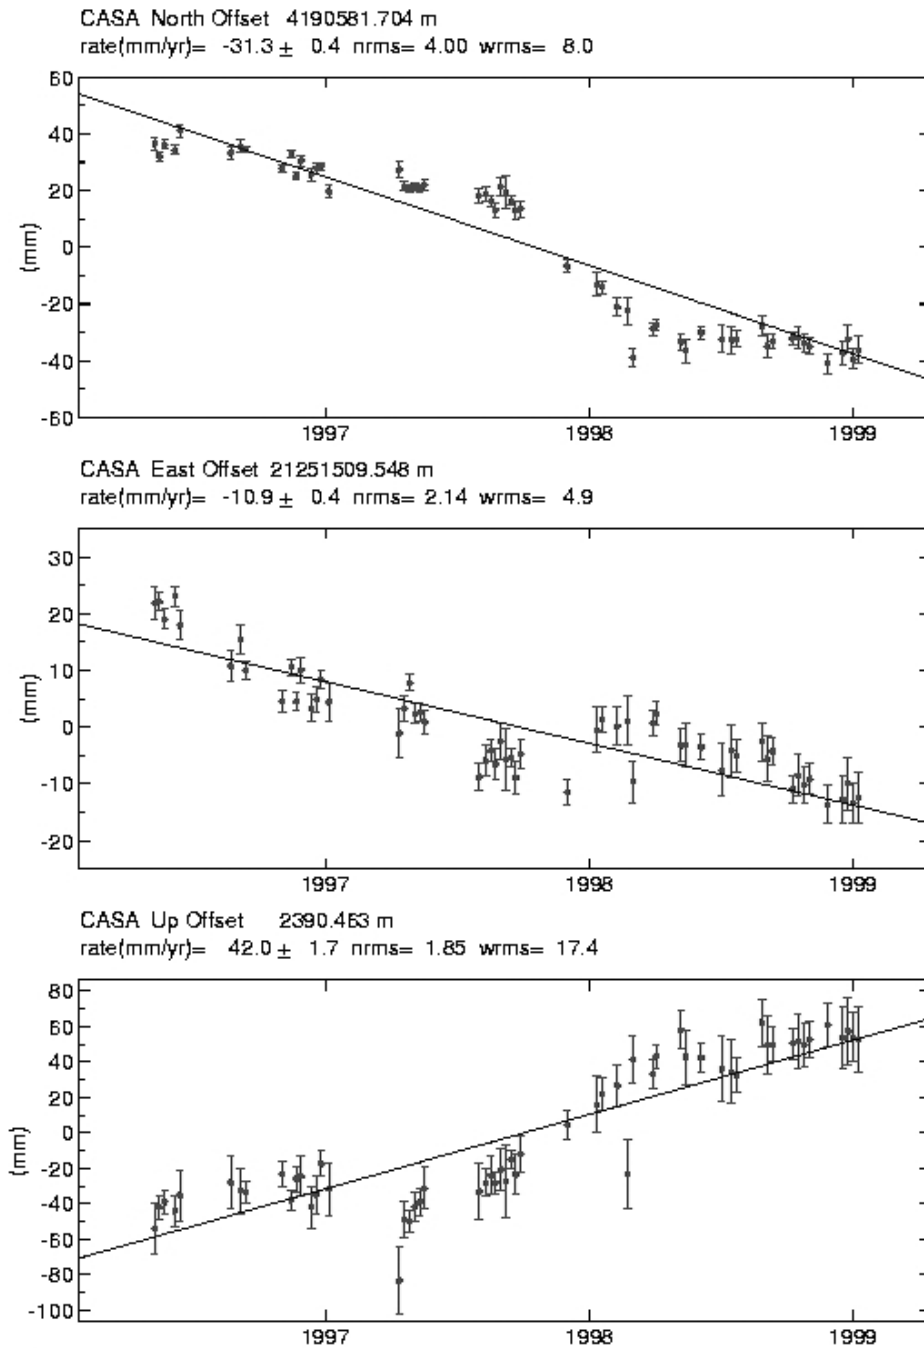 CASA North Offset 4190581.704 m
rate(mm/yr)= -31.3 ± 0.4 nrms= 4.00 wrms= 8.0
60
40
20
0
-20
-40
-60
(mm)
1997 1998 1999
CASA East Offset 21251509.548 m
rate(mm/yr)= -10.9 ± 0.4 nrms= 2.14 wrms= 4.9
30
20
10
0
-10
-20
(mm)
1997 1998 1999
CASA Up Offset 2390.463 m
rate(mm/yr)= 42.0 ± 1.7 nrms= 1.85 wrms= 17.4
80
60
40
20
0
-20
-40
-60
-80
-100
(mm)
1997 1998 1999